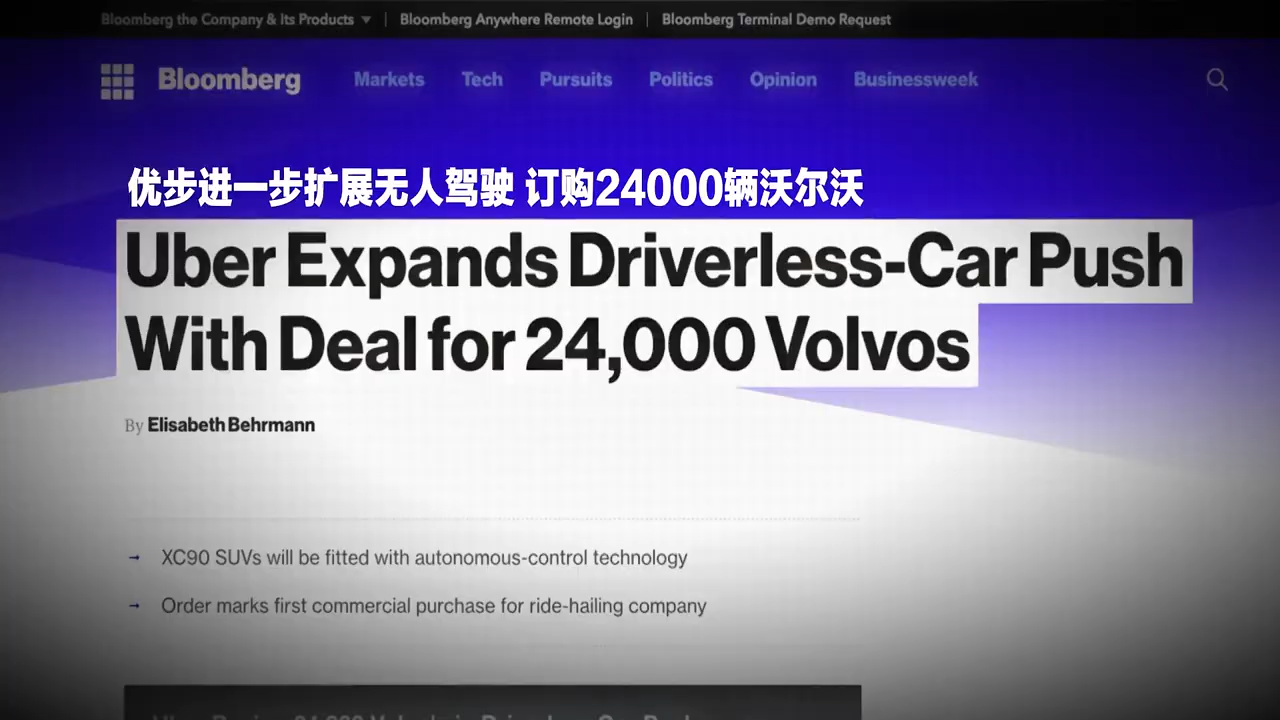 Bloomberg the Company & Its Products Bloomberg Anywhere Remote Login Bloomberg Terminal Demo Request
Bloomberg Markets Tech Pursuits Politics Opinion Businessweek
优步进一步扩展无人驾驶 订购24000辆沃尔沃
Uber Expands Driverless-Car Push
With Deal for 24,000 Volvos
By Elisabeth Behrmann
XC90 SUVs will be fitted with autonomous-control technology
Order marks first commercial purchase for ride-hailing company